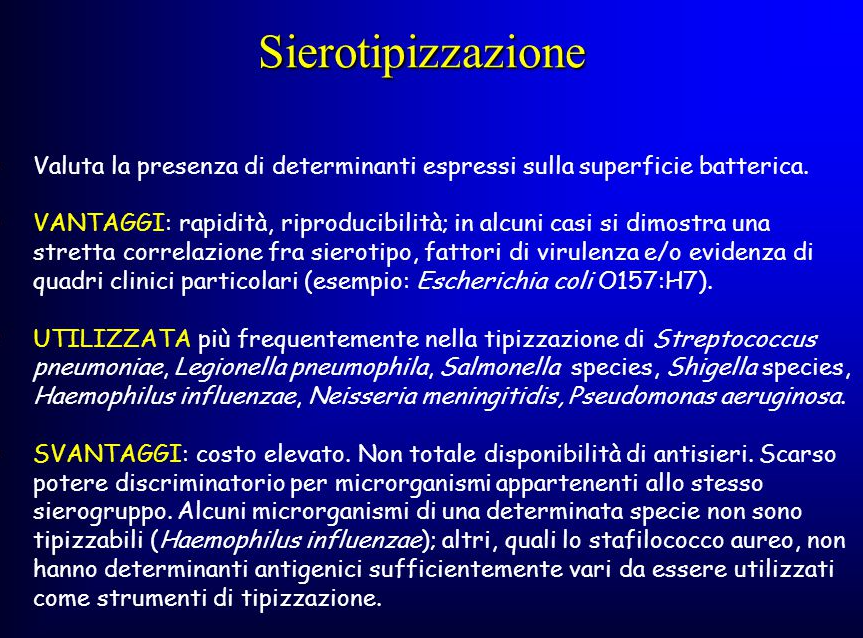 Sierotipizzazione
Valuta la presenza di determinanti espressi sulla superficie batterica.
VANTAGGI: rapidità, riproducibilità; in alcuni casi si dimostra una
stretta correlazione fra sierotipo, fattori di virulenza e/o evidenza di
quadri clinici particolari (esempio: Escherichia coli O157:H7).
UTILIZZATA più frequentemente nella tipizzazione di Streptococcus
pneumoniae, Legionella pneumophila, Salmonella species, Shigella species,
Haemophilus influenzae, Neisseria meningitidis, Pseudomonas aeruginosa.
SVANTAGGI: costo elevato. Non totale disponibilità di antisieri. Scarso
potere discriminatorio per microrganismi appartenenti allo stesso
sierogruppo. Alcuni microrganismi di una determinata specie non sono
tipizzabili (Haemophilus influenzae); altri, quali lo stafilococco aureo, non
hanno determinanti antigenici sufficientemente vari da essere utilizzati
come strumenti di tipizzazione.